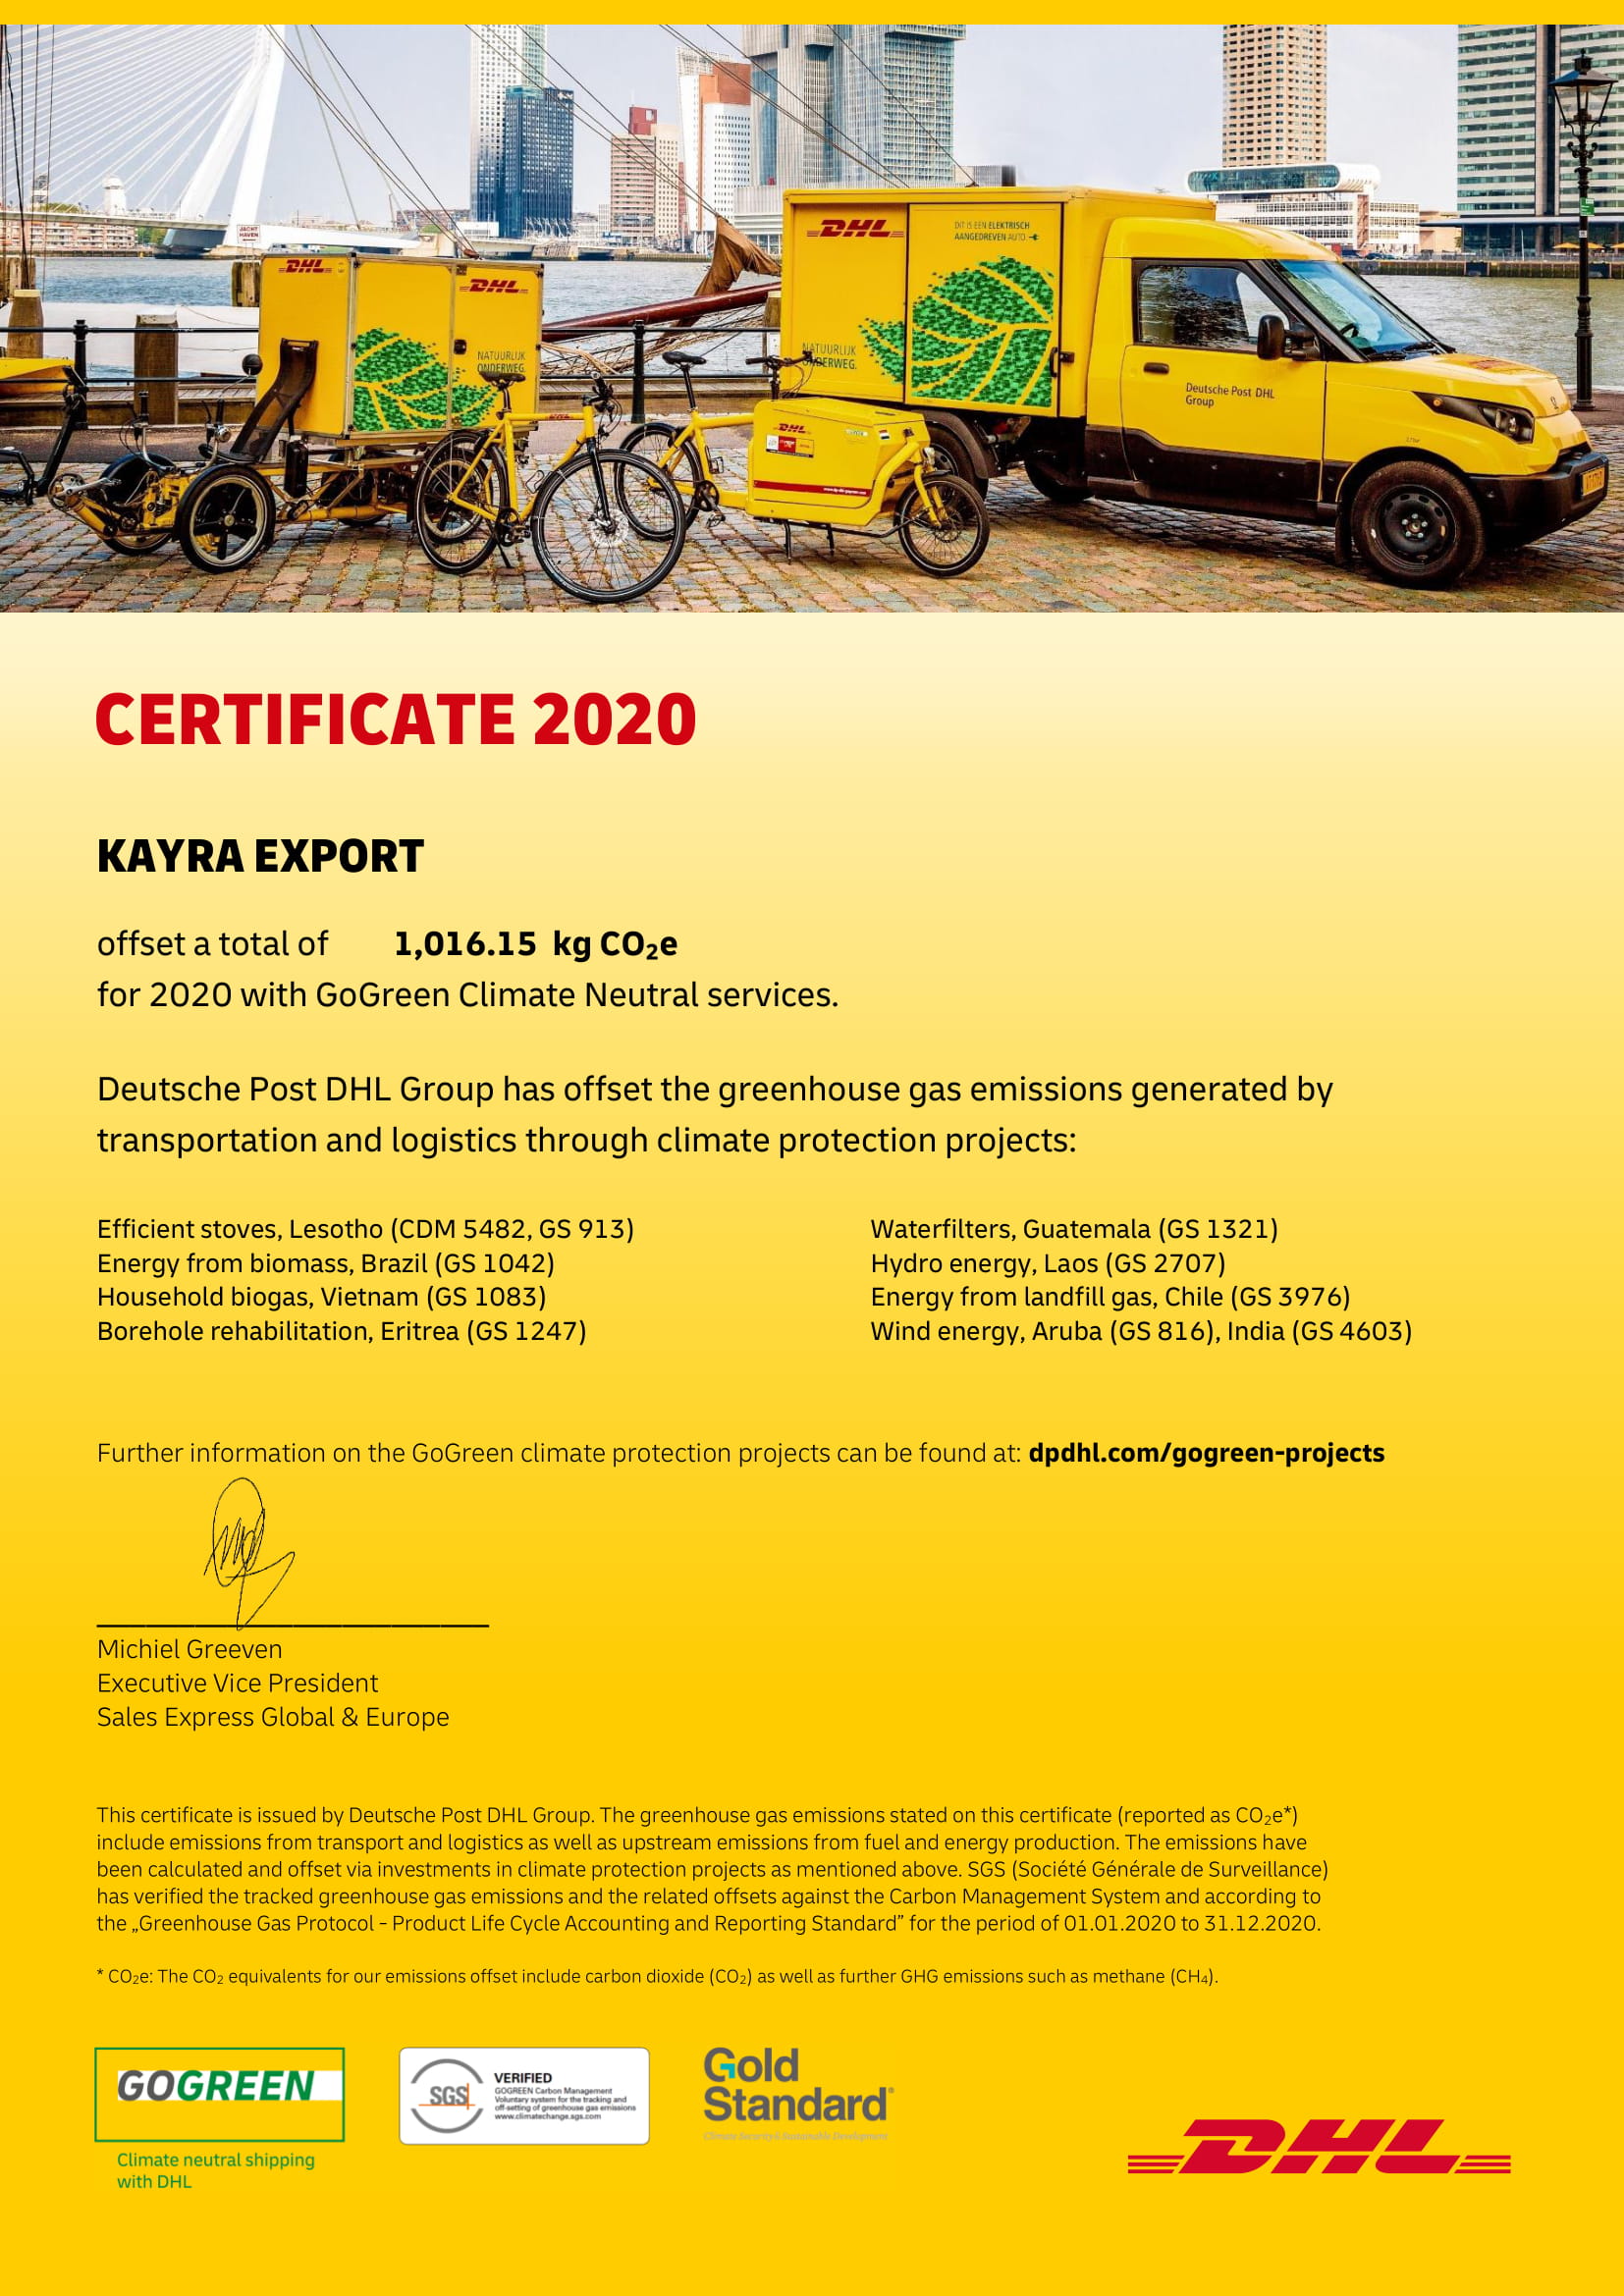 JACHT
HAVEN
DHL
DHL
NATUURLIJK
ONDERWEG.
DHL
DIT IS EEN ELEKTRISCH
AANGEDREVEN AUTO.
NATUURLIJK
ONDERWEG.
DHL
DHL
Deutsche Post DHL
Group
CERTIFICATE 2020
KAYRA EXPORT
offset a total of 1,016.15 kg CO₂e
for 2020 with GoGreen Climate Neutral services.
Deutsche Post DHL Group has offset the greenhouse gas emissions generated by
transportation and logistics through climate protection projects:
Efficient stoves, Lesotho (CDM 5482, GS 913)
Energy from biomass, Brazil (GS 1042)
Household biogas, Vietnam (GS 1083)
Borehole rehabilitation, Eritrea (GS 1247)
Waterfilters, Guatemala (GS 1321)
Hydro energy, Laos (GS 2707)
Energy from landfill gas, Chile (GS 3976)
Wind energy, Aruba (GS 816), India (GS 4603)
Further information on the GoGreen climate protection projects can be found at: dpdhl.com/gogreen-projects
Michiel Greeven
Executive Vice President
Sales Express Global & Europe
This certificate is issued by Deutsche Post DHL Group. The greenhouse gas emissions stated on this certificate (reported as CO₂e*)
include emissions from transport and logistics as well as upstream emissions from fuel and energy production. The emissions have
been calculated and offset via investments in climate protection projects as mentioned above. SGS (Société Générale de Surveillance)
has verified the tracked greenhouse gas emissions and the related offsets against the Carbon Management System and according to
the „Greenhouse Gas Protocol - Product Life Cycle Accounting and Reporting Standard” for the period of 01.01.2020 to 31.12.2020.
* CO₂e: The CO₂ equivalents for our emissions offset include carbon dioxide (CO₂) as well as further GHG emissions such as methane (CH₄).
GOGREEN
Climate neutral shipping
with DHL
SGS
VERIFIED
GOGREEN Carbon Management
Voluntary system for the tracking and
off-setting of greenhouse gas emissions
www.climatechange.sgs.com
Gold
Standard®
Climate Security & Sustainable Development
DHL